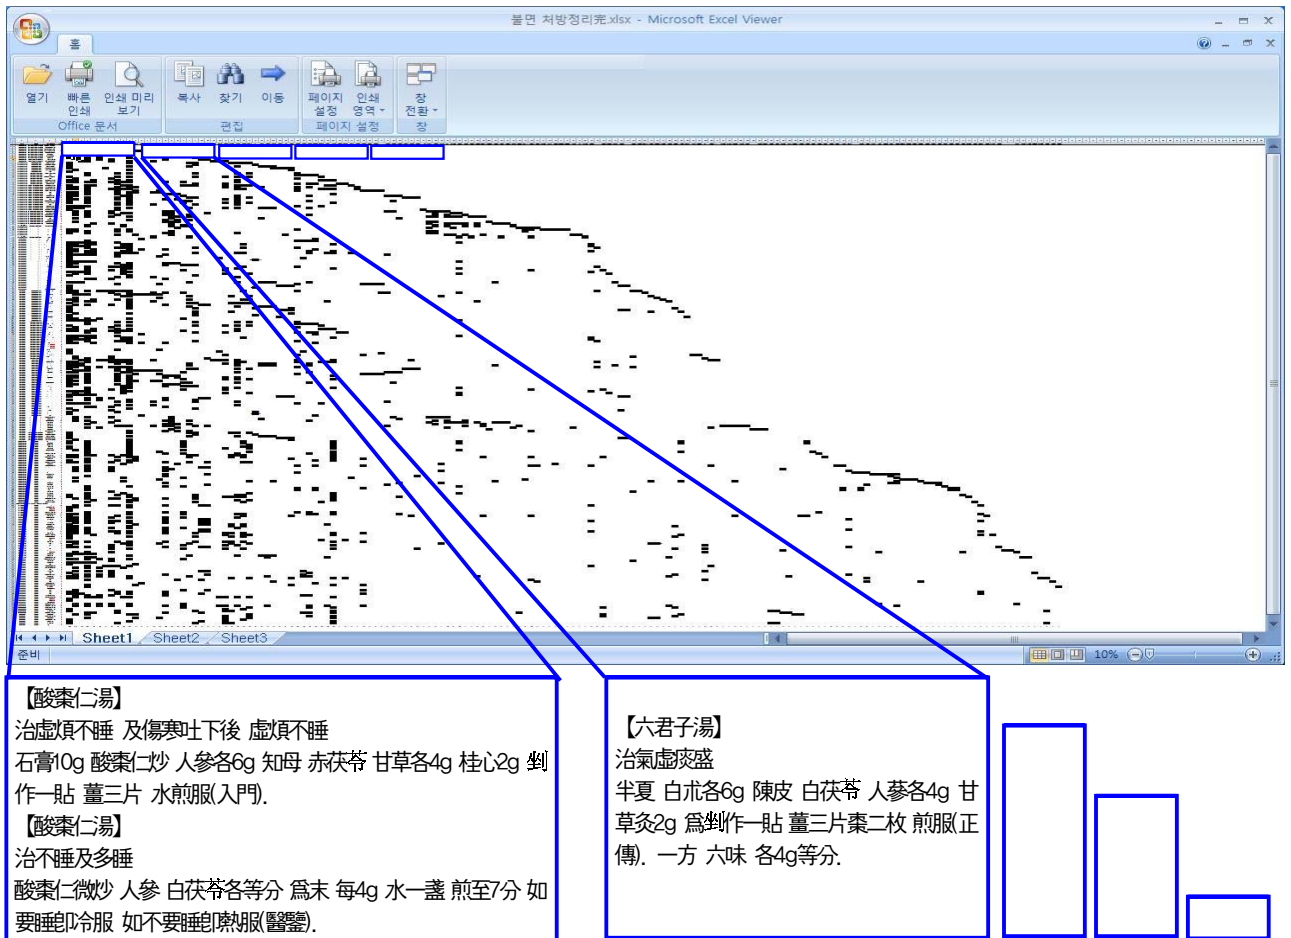 불면 처방정리完.xlsx - Microsoft Excel Viewer
홈
열기
빠른 인쇄
인쇄 미리 보기
복사
찾기
이동
페이지 설정
인쇄 영역
창 전환
Office 문서
편집
페이지 설정
창
Sheet1 Sheet2 Sheet3
준비
10%
【酸棗仁湯】
治虛煩不睡 及傷寒吐下後 虛煩不睡
石膏10g 酸棗仁炒 人參各6g 知母 赤茯苓 甘草各4g 桂心2g 剉
作一貼 薑三片 水煎服(入門).
【酸棗仁湯】
治不睡及多睡
酸棗仁微炒 人參 白茯苓各等分 爲末 每4g 水一盞 煎至7分 如
要睡卽冷服 如不要睡卽熱服(醫鑒).
【六君子湯】
治氣虛痰盛
半夏 白朮各6g 陳皮 白茯苓 人蔘各4g 甘
草灸2g 爲剉作一貼 薑三片棗二枚 煎服(正
傳). 一方 六味 各4g等分.